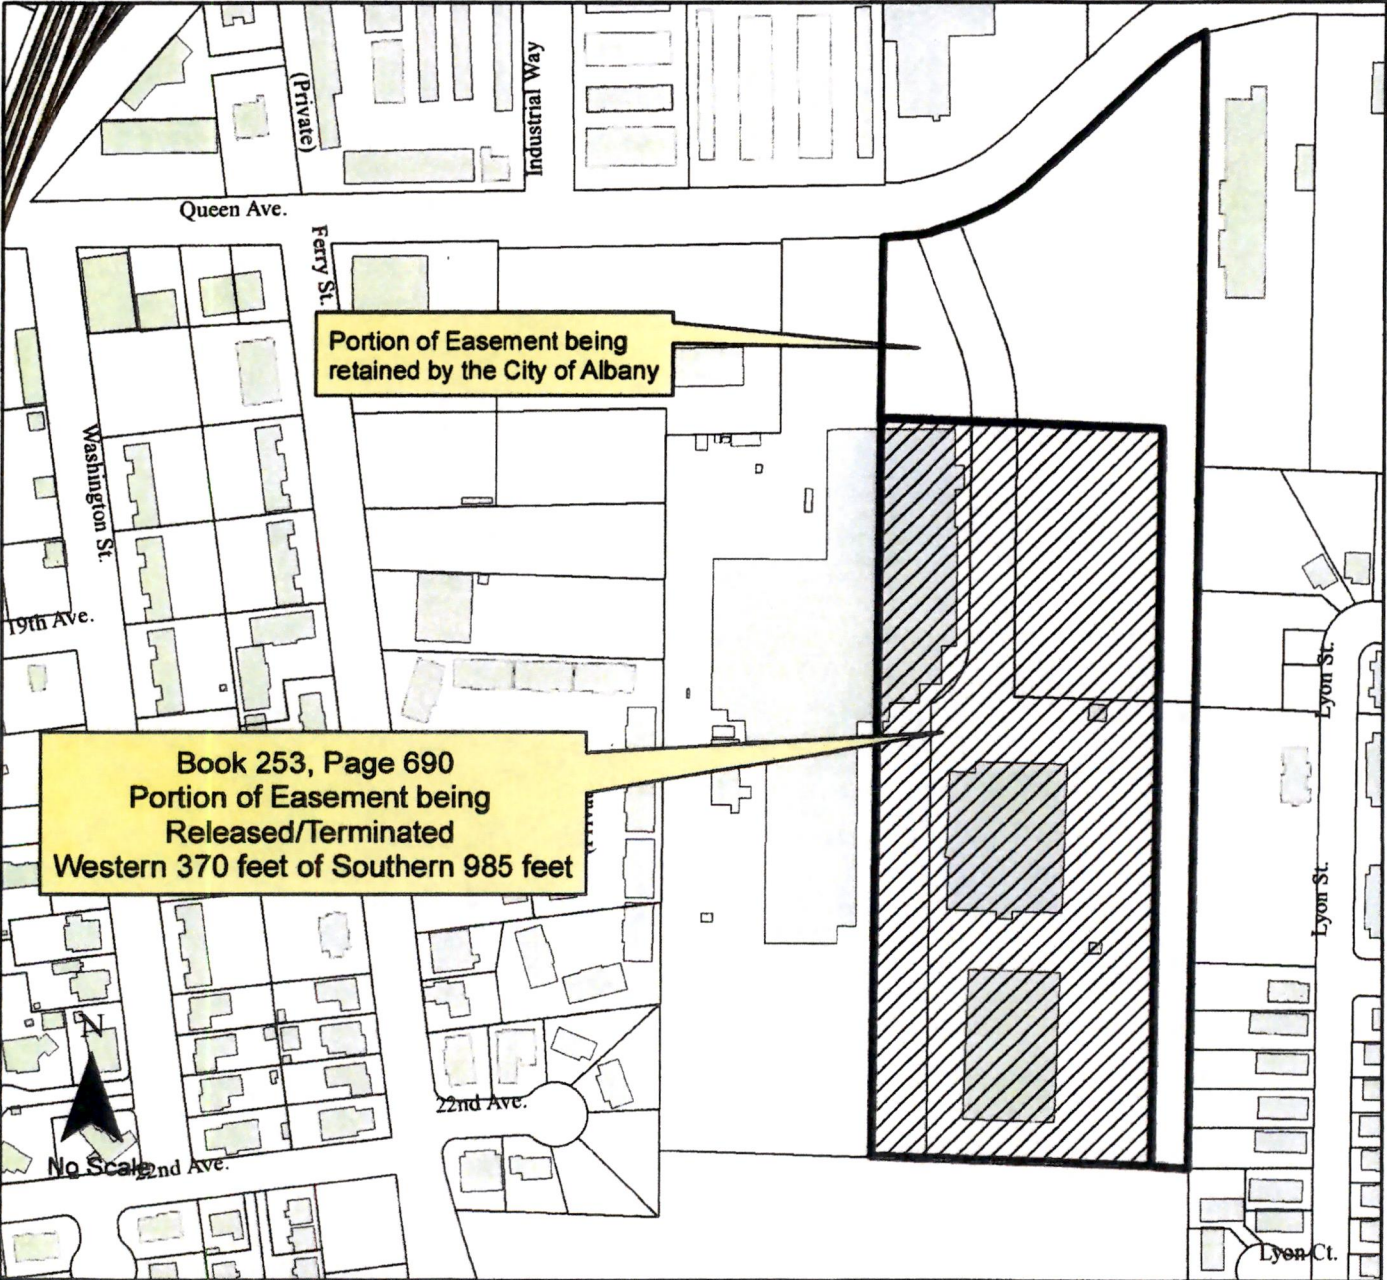 (Private)
Industrial Way
Queen Ave.
Ferry St.
Portion of Easement being
retained by the City of Albany
Washington St.
19th Ave.
Lyon St.
Book 253, Page 690
Portion of Easement being
Released/Terminated
Western 370 feet of Southern 985 feet
Lyon St.
N
22nd Ave.
No Scale
22nd Ave.
Lyon Ct.